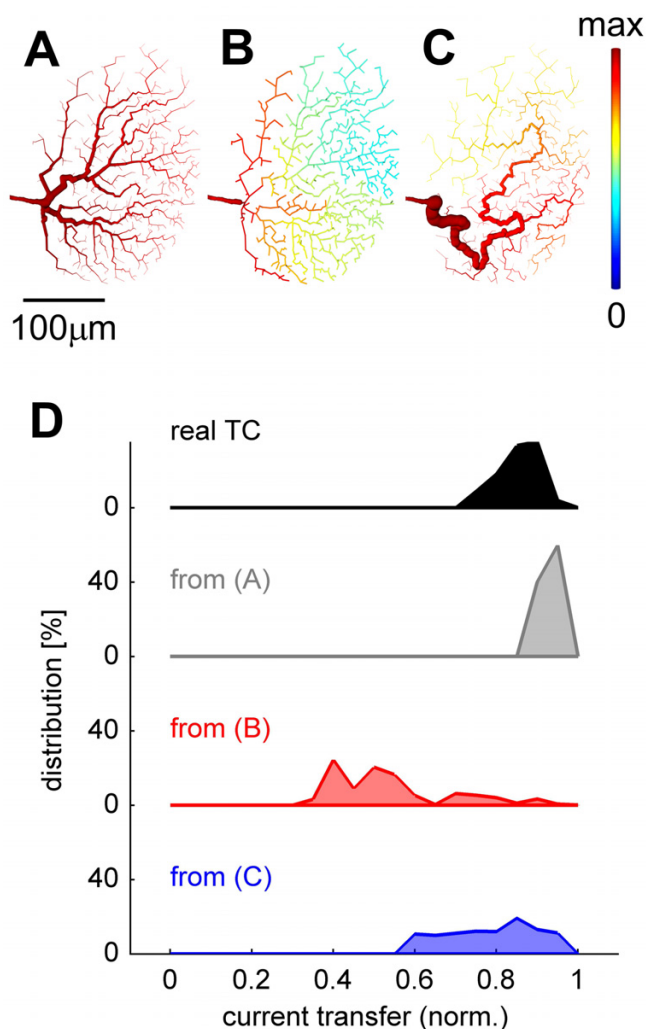 A
B
C
max
0
100μm
D
real TC
0
from (A)
40
0
from (B)
40
0
from (C)
40
0
distribution [%]
0 0.2 0.4 0.6 0.8 1
current transfer (norm.)